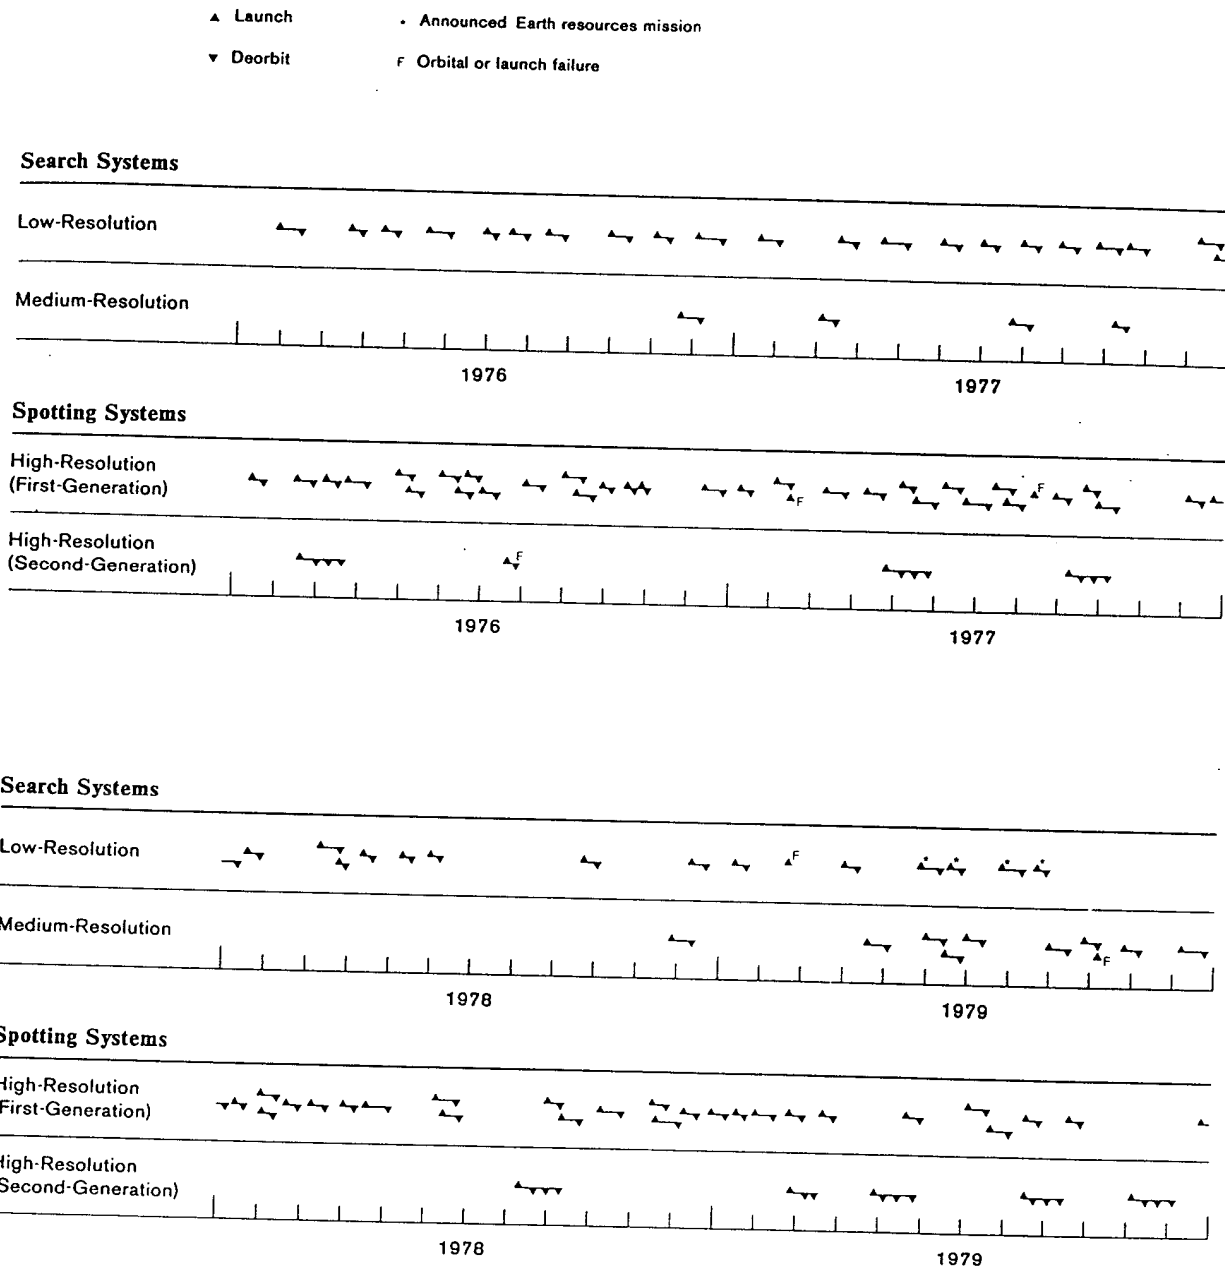 ▲ Launch
* Announced Earth resources mission
▼ Deorbit
F Orbital or launch failure
Search Systems
Low-Resolution
Medium-Resolution
1976
1977
Spotting Systems
High-Resolution
(First-Generation)
F
F
High-Resolution
(Second-Generation)
F
1976
1977
Search Systems
Low-Resolution
F
* * * *
Medium-Resolution
F
1978
1979
Spotting Systems
High-Resolution
First-Generation)
High-Resolution
Second-Generation)
1978
1979